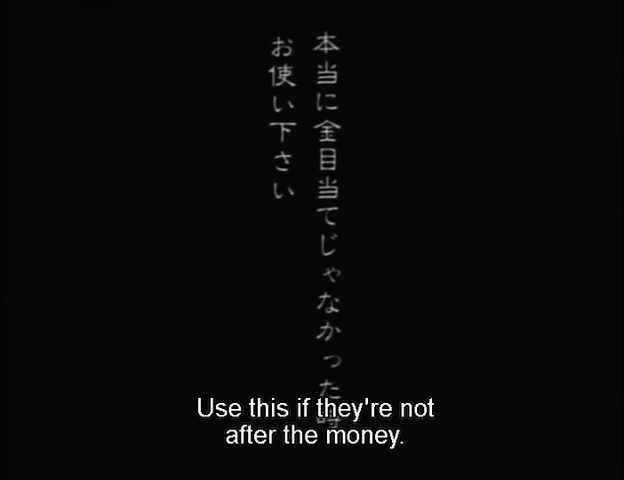 本当に金目当てじゃなかった時
お使い下さい
Use this if they're not
after the money.